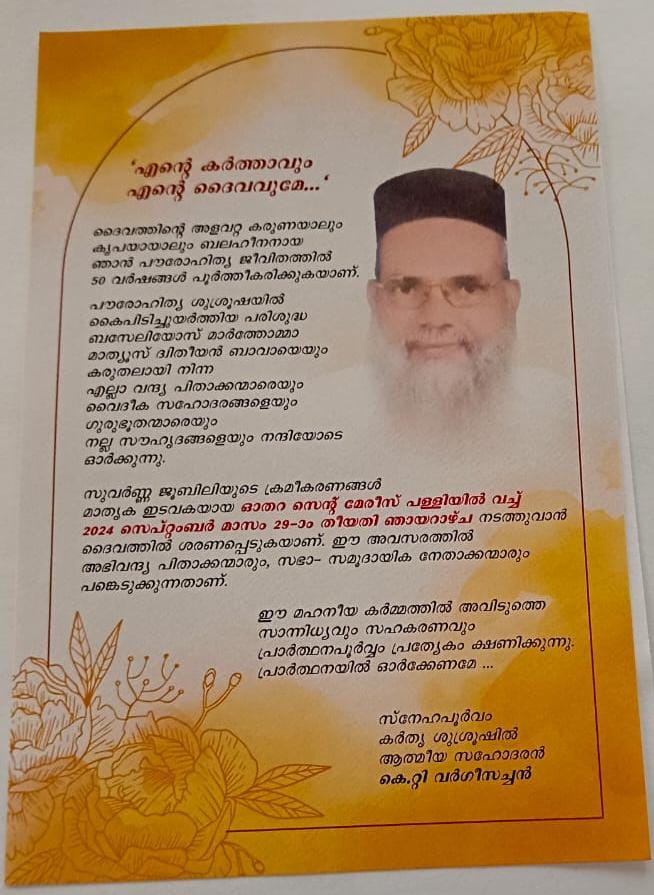 'എന്റെ കർത്താവും
എന്റെ ദൈവവുമേ...'
ദൈവത്തിന്റെ അളവറ്റ കരുണയാലും
കൃപയായാലും ബലഹീനനായ
ഞാൻ പൗരോഹിത്യ ജീവിതത്തിൽ
50 വർഷങ്ങൾ പൂർത്തീകരിക്കുകയാണ്.
പൗരോഹിത്യ ശുശ്രൂഷയിൽ
കൈപിടിച്ചുയർത്തിയ പരിശുദ്ധ
ബസേലിയോസ് മാർത്തോമ്മാ
മാത്യൂസ് ദ്വിതീയൻ ബാവായെയും
കരുതലായി നിന്ന
എല്ലാ വന്ദ്യ പിതാക്കന്മാരെയും
വൈദീക സഹോദരങ്ങളെയും
ഗുരുഭൂതന്മാരെയും
നല്ല സൗഹൃദങ്ങളെയും നന്ദിയോടെ
ഓർക്കുന്നു.
സുവർണ്ണ ജൂബിലിയുടെ ക്രമീകരണങ്ങൾ
മാതൃക ഇടവകയായ ഓതറ സെന്റ് മേരീസ് പള്ളിയിൽ വച്ച്
2024 സെപ്റ്റംബർ മാസം 29-ാം തീയതി ഞായറാഴ്ച നടത്തുവാൻ
ദൈവത്തിൽ ശരണപ്പെടുകയാണ്. ഈ അവസരത്തിൽ
അഭിവന്ദ്യ പിതാക്കന്മാരും, സഭാ- സമൂദായിക നേതാക്കന്മാരും
പങ്കെടുക്കുന്നതാണ്.
ഈ മഹനീയ കർമ്മത്തിൽ അവിടുത്തെ
സാന്നിധ്യവും സഹകരണവും
പ്രാർത്ഥനപൂർവ്വം പ്രത്യേകം ക്ഷണിക്കുന്നു.
പ്രാർത്ഥനയിൽ ഓർക്കേണമേ ...
സ്നേഹപൂർവം
കർതൃ ശുശ്രൂഷിൽ
ആത്മീയ സഹോദരൻ
കെ.റ്റി വർഗീസച്ചൻ